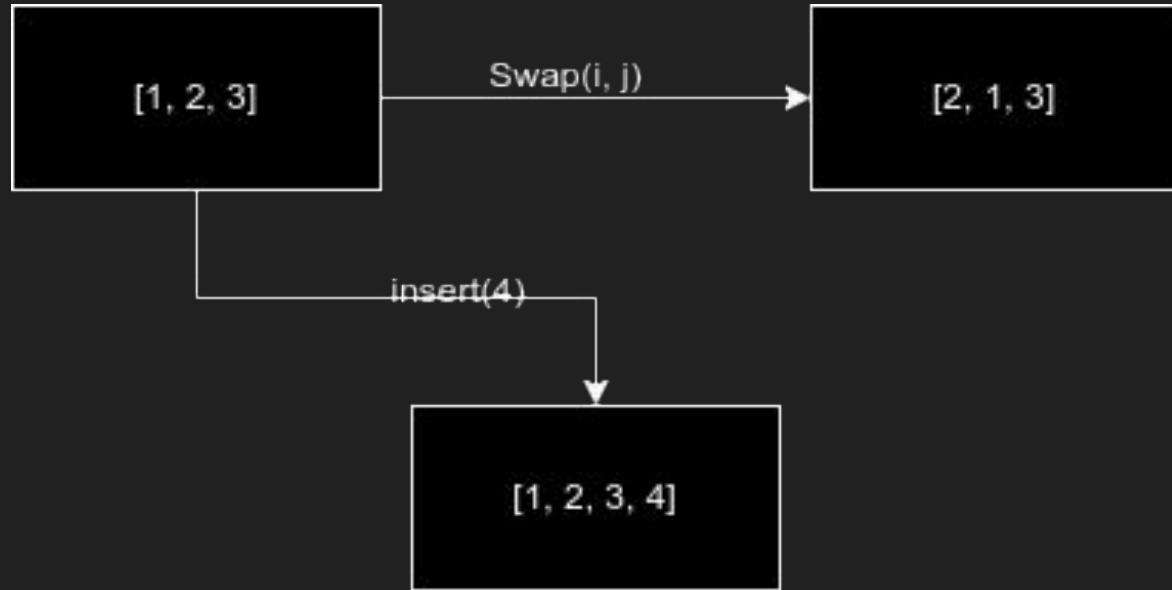 [1, 2, 3]
Swap(i, j)
[2, 1, 3]
insert(4)
[1, 2, 3, 4]